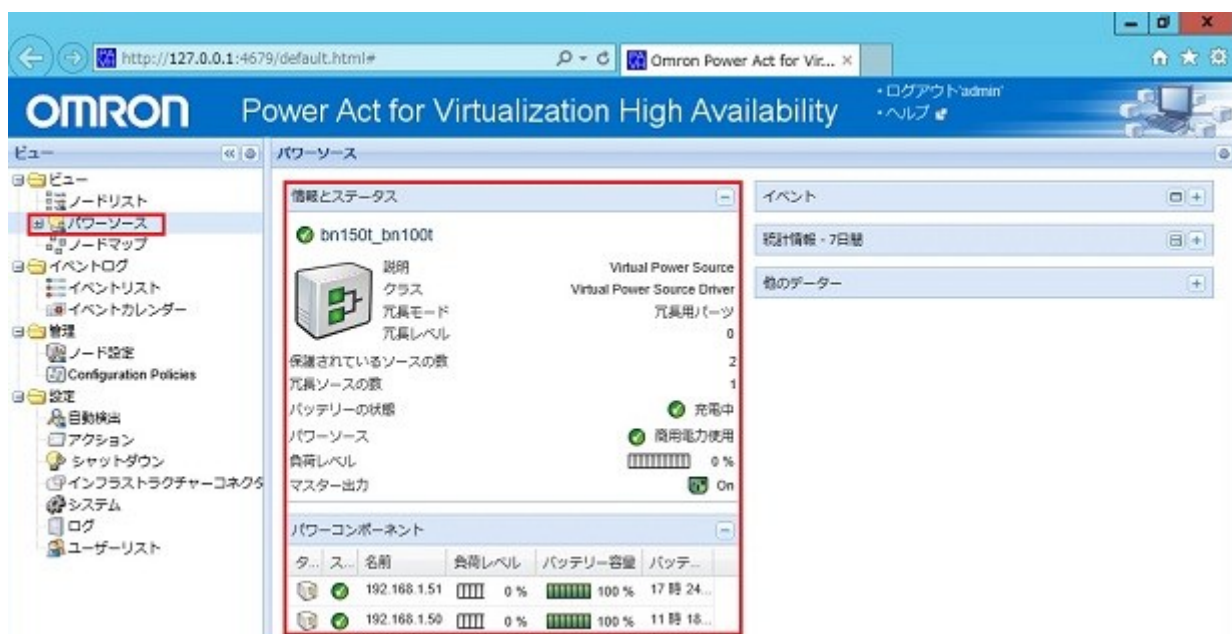 http://127.0.0.1:4679/default.html#
Omron Power Act for Vir...
OMRON
Power Act for Virtualization High Availability
・ログアウト'admin'
・ヘルプ
ビュー
パワーソース
ビュー
ノードリスト
パワーソース
ノードマップ
イベントログ
イベントリスト
イベントカレンダー
管理
ノード設定
Configuration Policies
設定
自動検出
アクション
シャットダウン
インフラストラクチャーコネクタ
システム
ログ
ユーザーリスト
情報とステータス
bn150t_bn100t
説明 Virtual Power Source
クラス Virtual Power Source Driver
冗長モード 冗長用パーツ
冗長レベル 0
保護されているソースの数 2
冗長ソースの数 1
バッテリーの状態 充電中
パワーソース 商用電力使用
負荷レベル 0 %
マスター出力 On
パワーコンポーネント
タ... ス... 名前 負荷レベル バッテリー容量 バッテ...
192.168.1.51 0 % 100 % 17 時 24...
192.168.1.50 0 % 100 % 11 時 18...
イベント
統計情報 - 7日間
他のデーター